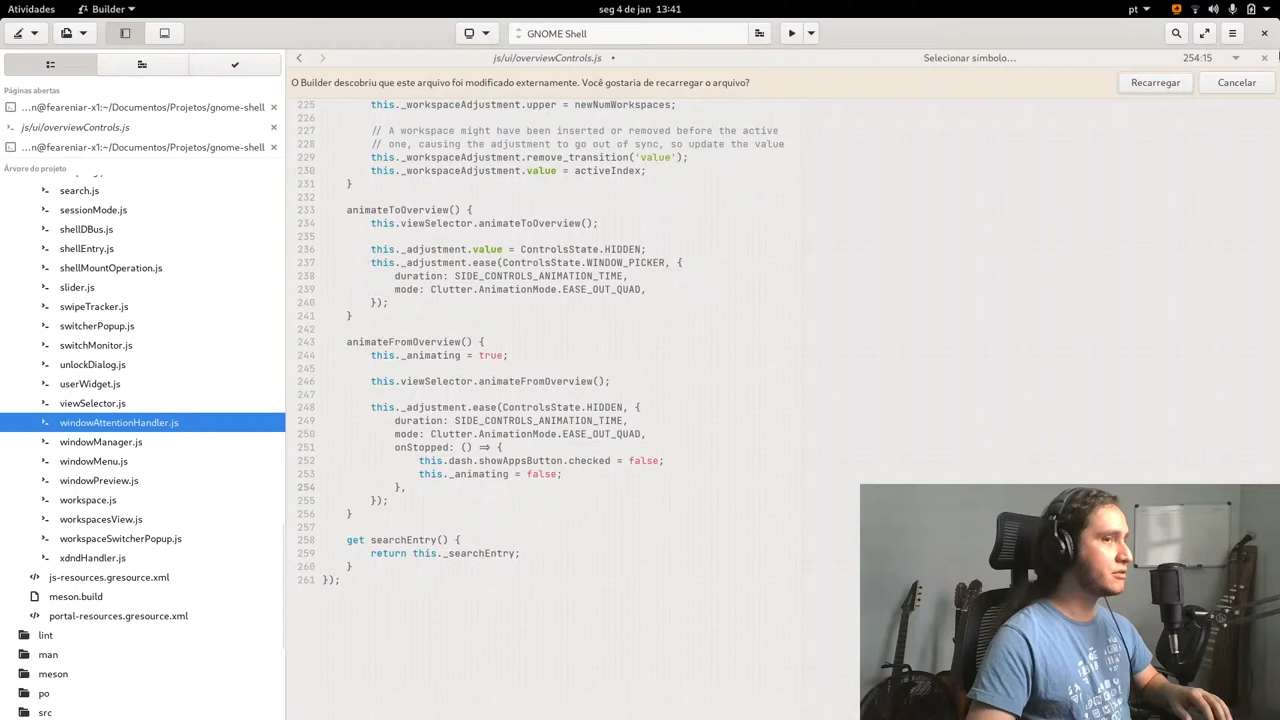 Atividades
Builder
seg 4 de jan 13:41
pt
GNOME Shell
js/ui/overviewControls.js •
Selecionar símbolo...
254:15
Páginas abertas
O Builder descobriu que este arquivo foi modificado externamente. Você gostaria de recarregar o arquivo?
Recarregar
Cancelar
...n@feareniar-x1:~/Documentos/Projetos/gnome-shell
js/ui/overviewControls.js
...n@feareniar-x1:~/Documentos/Projetos/gnome-shell
Árvore do projeto
search.js
sessionMode.js
shellDBus.js
shellEntry.js
shellMountOperation.js
slider.js
swipeTracker.js
switcherPopup.js
switchMonitor.js
unlockDialog.js
userWidget.js
viewSelector.js
windowAttentionHandler.js
windowManager.js
windowMenu.js
windowPreview.js
workspace.js
workspacesView.js
workspaceSwitcherPopup.js
xdndHandler.js
js-resources.gresource.xml
meson.build
portal-resources.gresource.xml
lint
man
meson
po
src
225 this._workspaceAdjustment.upper = newNumWorkspaces;
226
227 // A workspace might have been inserted or removed before the active
228 // one, causing the adjustment to go out of sync, so update the value
229 this._workspaceAdjustment.remove_transition('value');
230 this._workspaceAdjustment.value = activeIndex;
231 }
232
233 animateToOverview() {
234 this.viewSelector.animateToOverview();
235
236 this._adjustment.value = ControlsState.HIDDEN;
237 this._adjustment.ease(ControlsState.WINDOW_PICKER, {
238 duration: SIDE_CONTROLS_ANIMATION_TIME,
239 mode: Clutter.AnimationMode.EASE_OUT_QUAD,
240 });
241 }
242
243 animateFromOverview() {
244 this._animating = true;
245
246 this.viewSelector.animateFromOverview();
247
248 this._adjustment.ease(ControlsState.HIDDEN, {
249 duration: SIDE_CONTROLS_ANIMATION_TIME,
250 mode: Clutter.AnimationMode.EASE_OUT_QUAD,
251 onStopped: () => {
252 this.dash.showAppsButton.checked = false;
253 this._animating = false;
254 },
255 });
256 }
257
258 get searchEntry() {
259 return this._searchEntry;
260 }
261 });